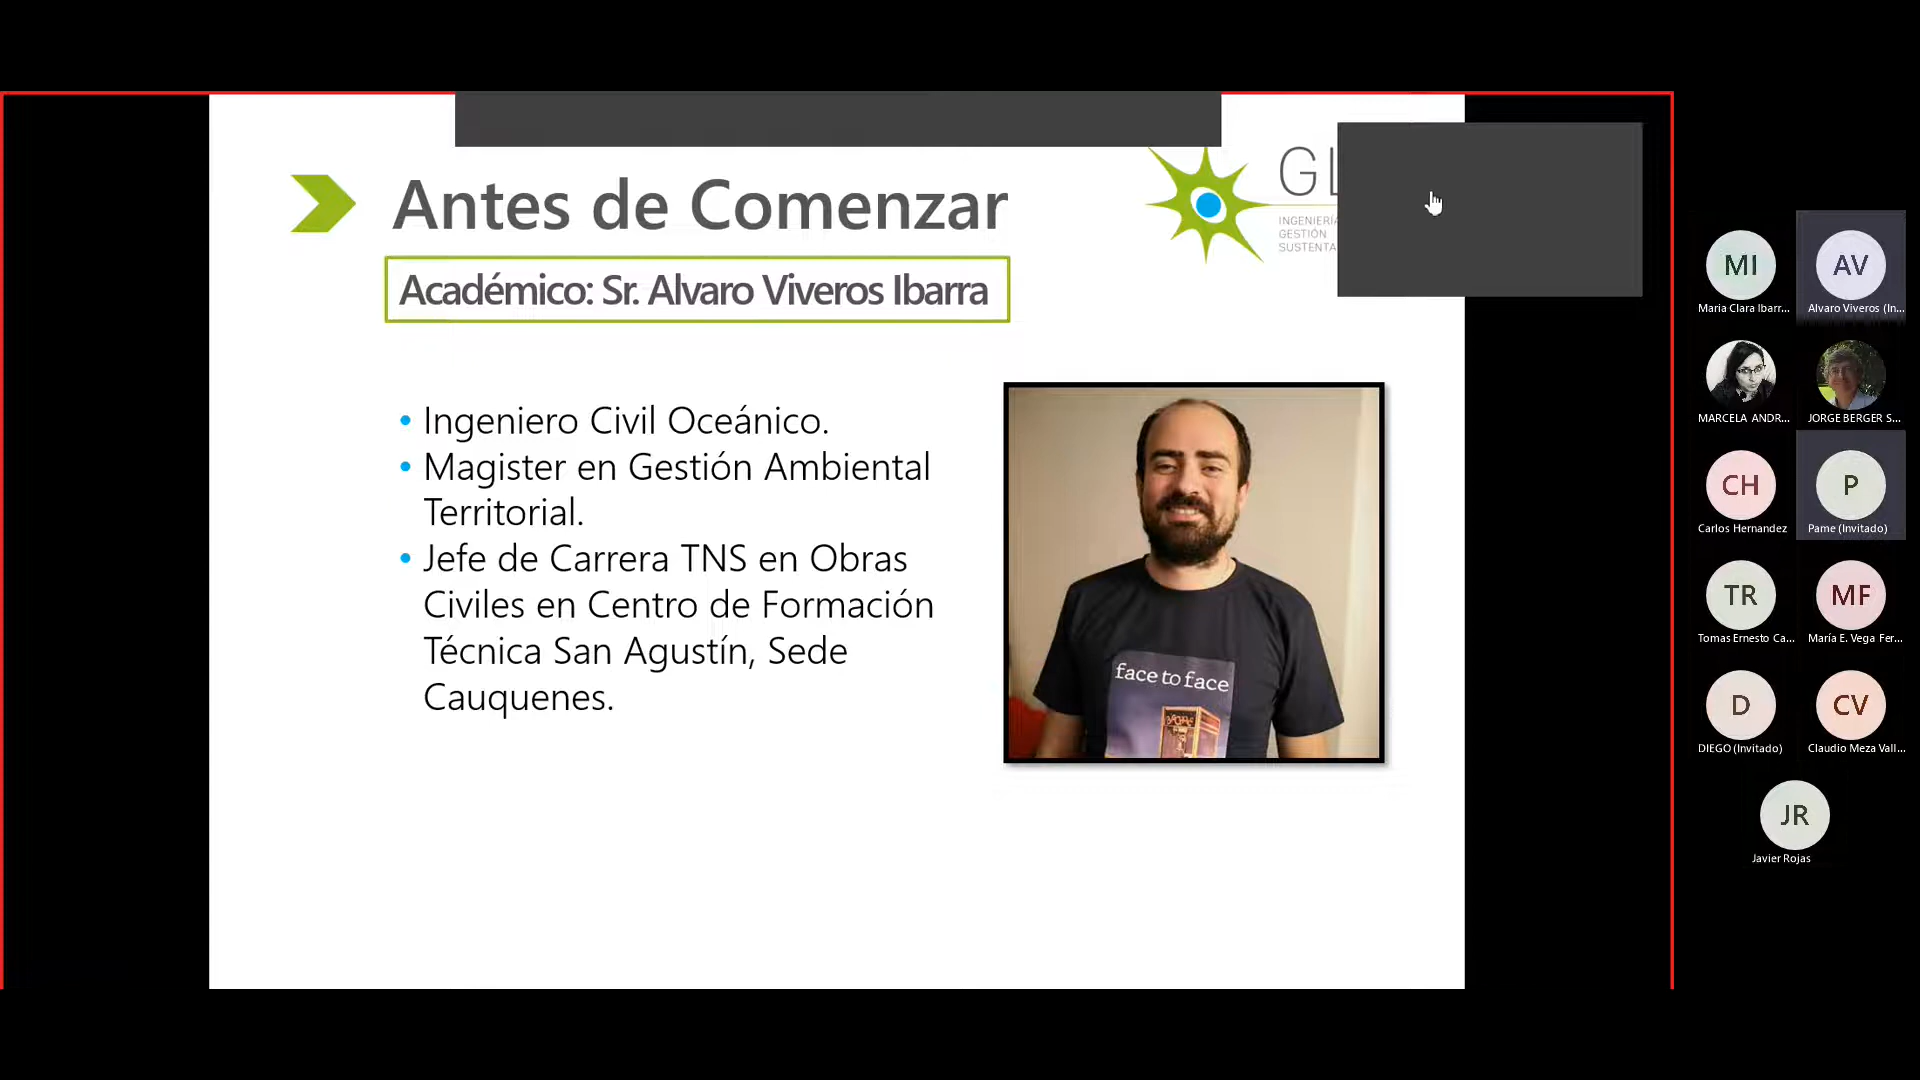 Antes de Comenzar
GL
INGENIERÍA
GESTIÓN
SUSTENTA
Académico: Sr. Alvaro Viveros Ibarra
• Ingeniero Civil Oceánico.
• Magister en Gestión Ambiental
Territorial.
• Jefe de Carrera TNS en Obras
Civiles en Centro de Formación
Técnica San Agustín, Sede
Cauquenes.
face to face
MI
Maria Clara Ibarr...
AV
Alvaro Viveros (In...
MARCELA ANDR...
JORGE BERGER S...
CH
Carlos Hernandez
P
Pame (Invitado)
TR
Tomas Ernesto Ca...
MF
María E. Vega Fer...
D
DIEGO (Invitado)
CV
Claudio Meza Vall...
JR
Javier Rojas